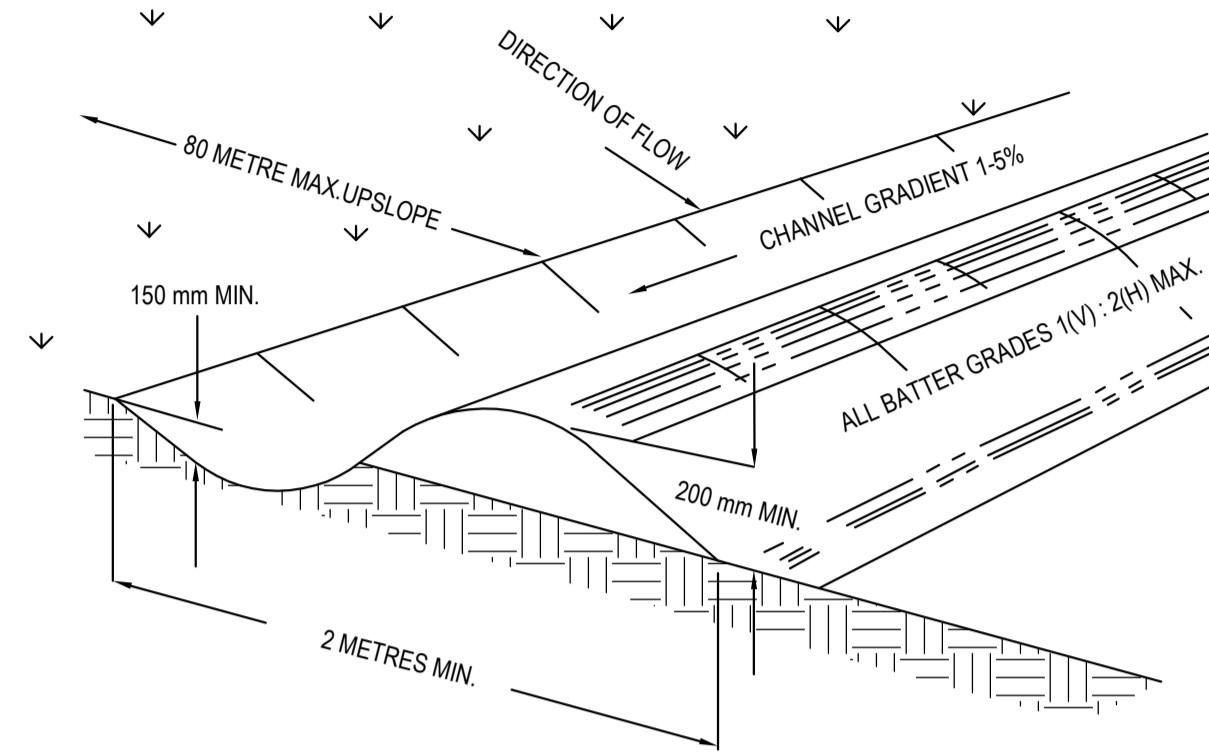 DIRECTION OF FLOW
80 METRE MAX.UPSLOPE
CHANNEL GRADIENT 1-5%
150 mm MIN.
ALL BATTER GRADES 1(V) : 2(H) MAX.
200 mm MIN.
2 METRES MIN.